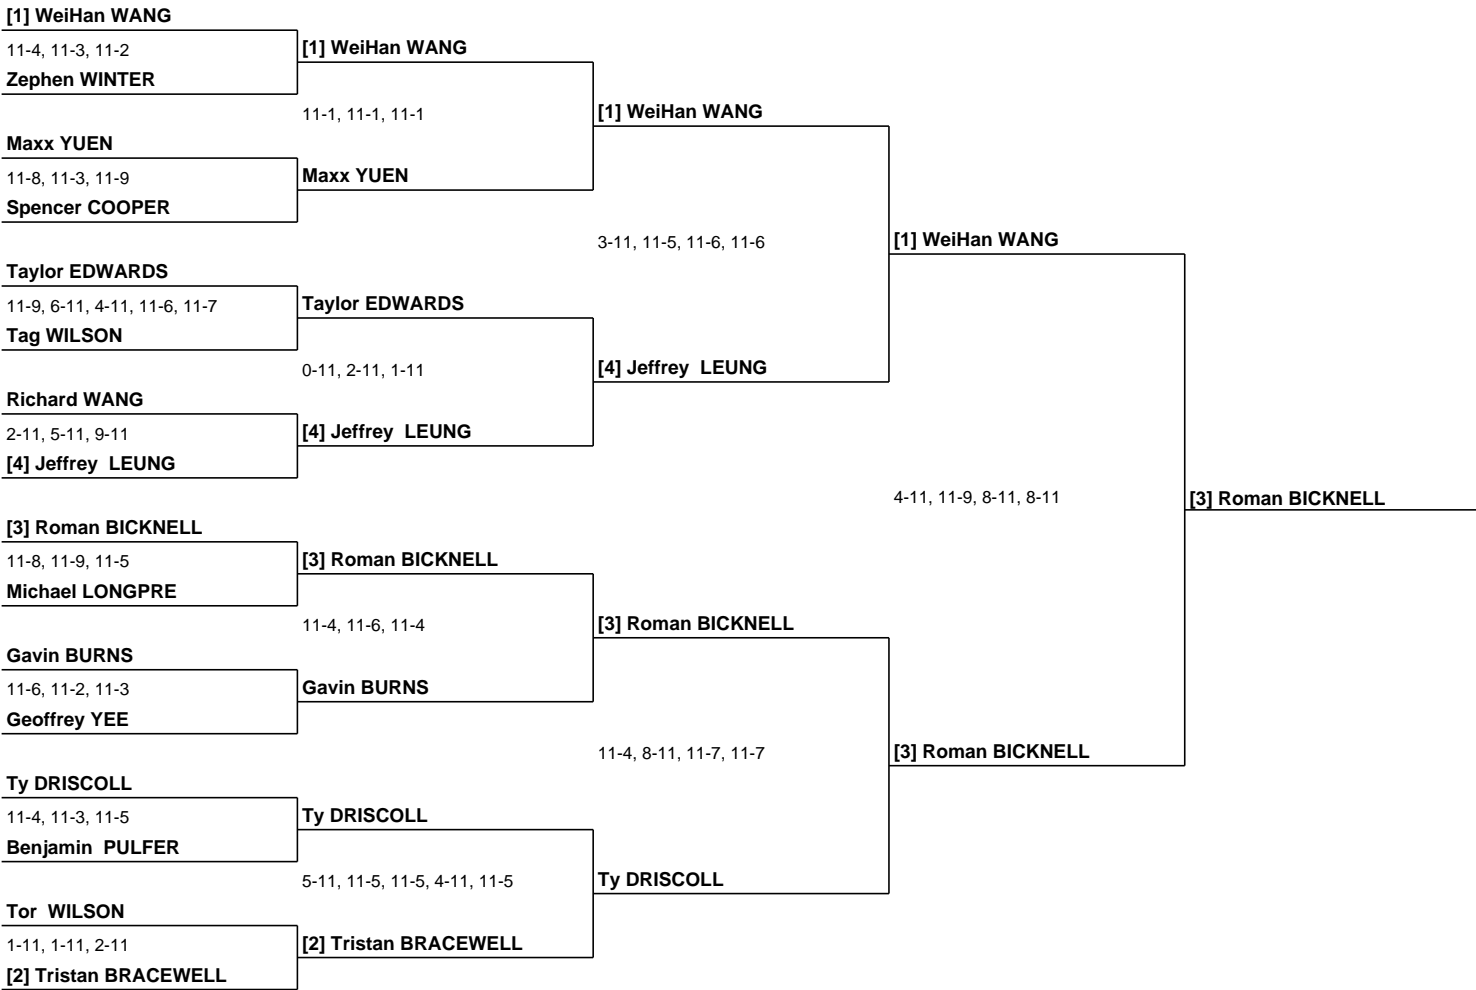 [1] WeiHan WANG
11-4, 11-3, 11-2
[1] WeiHan WANG
Zephen WINTER
11-1, 11-1, 11-1
[1] WeiHan WANG
Maxx YUEN
11-8, 11-3, 11-9
Maxx YUEN
Spencer COOPER
3-11, 11-5, 11-6, 11-6
[1] WeiHan WANG
Taylor EDWARDS
11-9, 6-11, 4-11, 11-6, 11-7
Taylor EDWARDS
Tag WILSON
0-11, 2-11, 1-11
[4] Jeffrey  LEUNG
Richard WANG
2-11, 5-11, 9-11
[4] Jeffrey  LEUNG
[4] Jeffrey  LEUNG
4-11, 11-9, 8-11, 8-11
[3] Roman BICKNELL
[3] Roman BICKNELL
11-8, 11-9, 11-5
[3] Roman BICKNELL
Michael LONGPRE
11-4, 11-6, 11-4
[3] Roman BICKNELL
Gavin BURNS
11-6, 11-2, 11-3
Gavin BURNS
Geoffrey YEE
11-4, 8-11, 11-7, 11-7
[3] Roman BICKNELL
Ty DRISCOLL
11-4, 11-3, 11-5
Ty DRISCOLL
Benjamin  PULFER
5-11, 11-5, 11-5, 4-11, 11-5
Ty DRISCOLL
Tor  WILSON
1-11, 1-11, 2-11
[2] Tristan BRACEWELL
[2] Tristan BRACEWELL